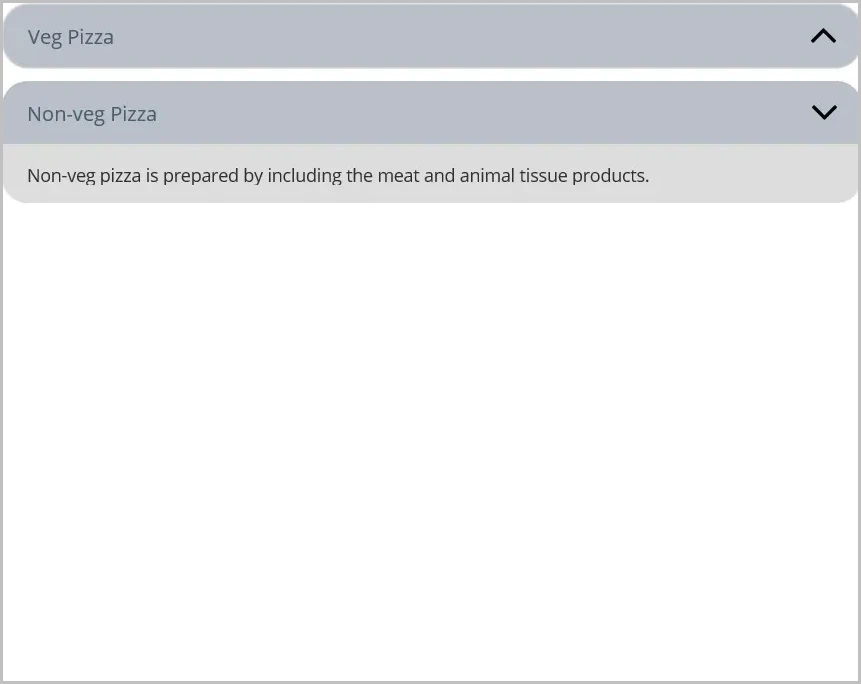 Veg Pizza
Non-veg Pizza
Non-veg pizza is prepared by including the meat and animal tissue products.